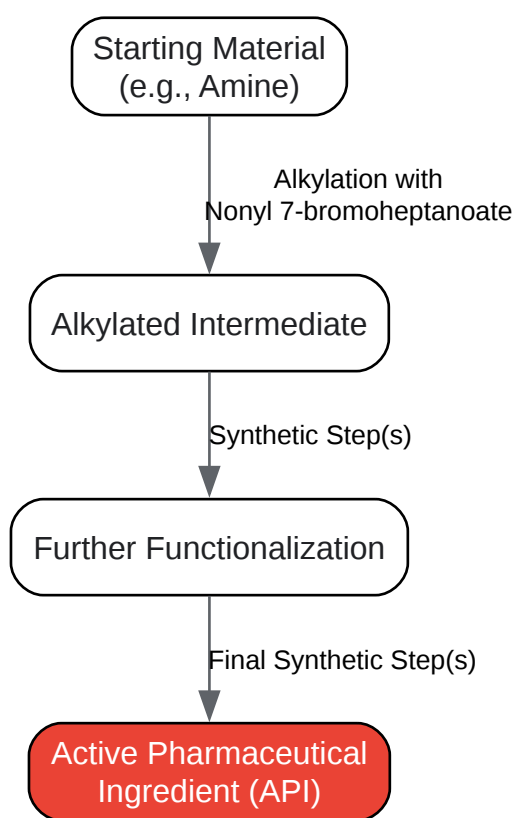 Starting Material
(e.g., Amine)
Alkylation with
Nonyl 7-bromoheptanoate
Alkylated Intermediate
Synthetic Step(s)
Further Functionalization
Final Synthetic Step(s)
Active Pharmaceutical
Ingredient (API)